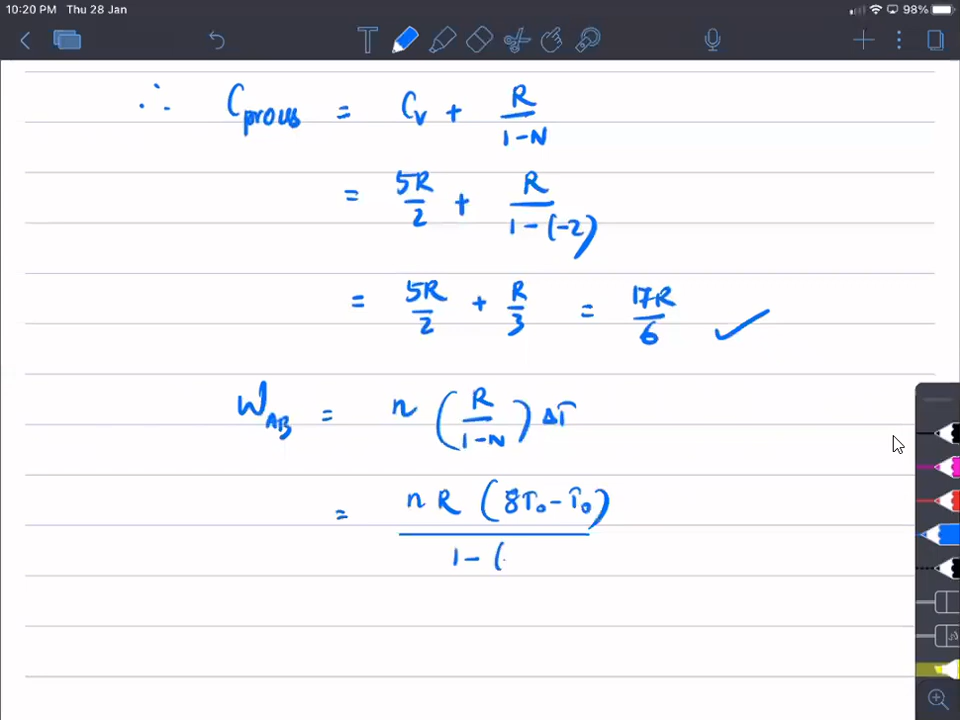 10:20 PM Thu 28 Jan 98%
T
∴ C_prouss = C_v + R/(1-N)
= 5R/2 + R/(1-(-2))
= 5R/2 + R/3 = 17R/6 ✓
W_AB = n (R/(1-N)) ΔT
= nR (8T₀ - T₀)/(1 - (